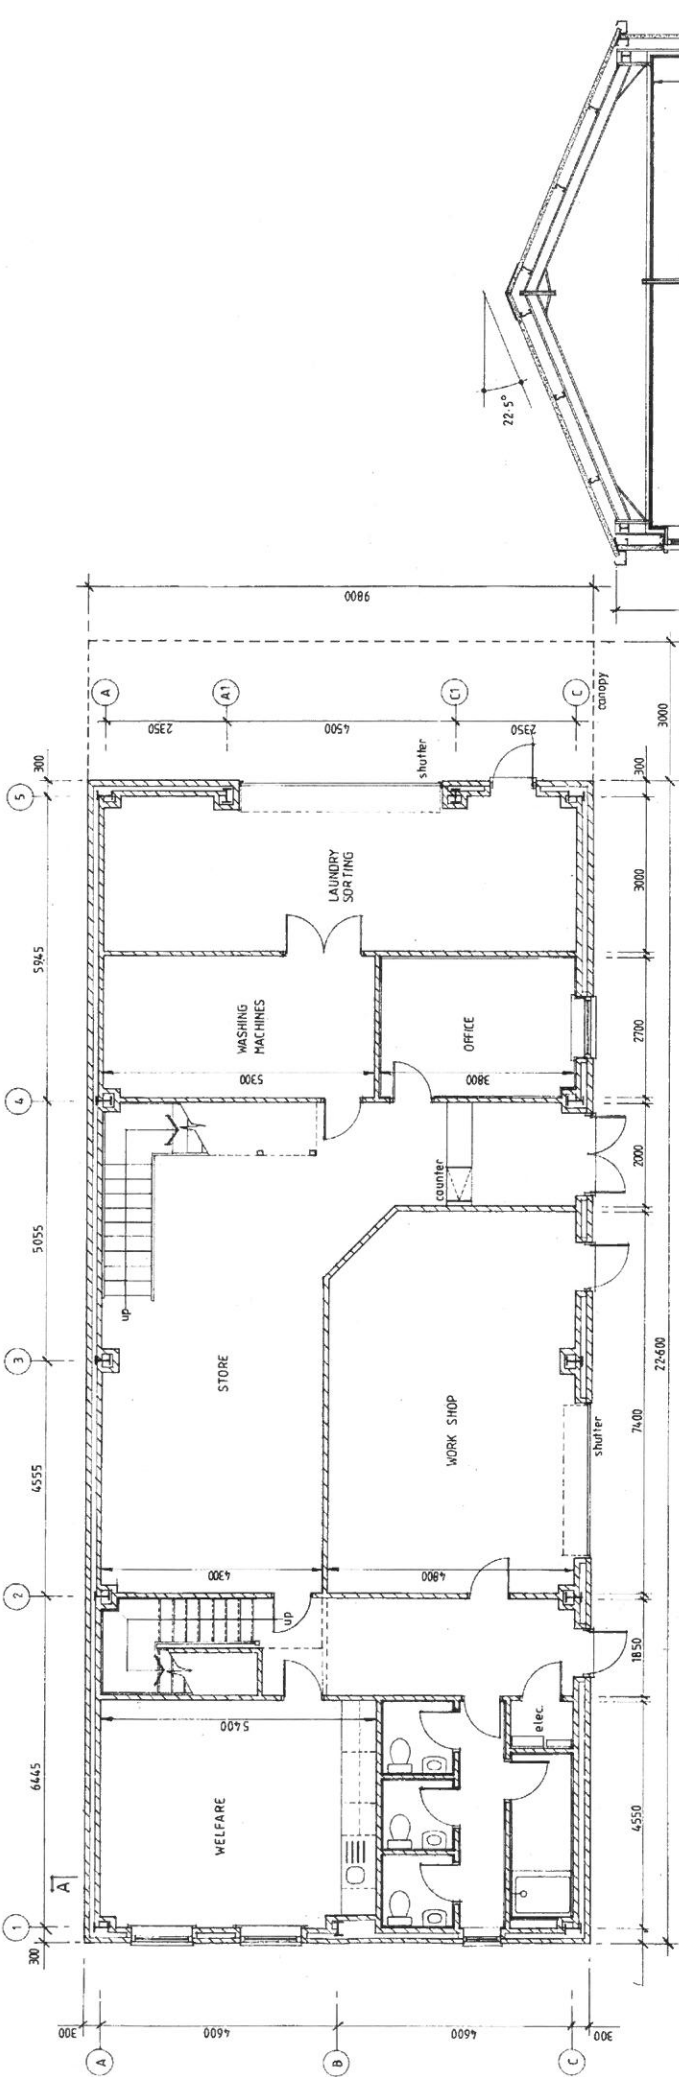 22·5°
9800
A
A1
C1
C
2350
4500
2350
canopy
3000
300
5
shutter
300
LAUNDRY
SORTING
3000
5945
WASHING
MACHINES
OFFICE
2700
5300
3800
4
counter
2000
5055
up
3
STORE
WORK SHOP
22·600
7400
shutter
4555
4300
4800
2
up
1850
5400
elec.
6445
WELFARE
4550
A
1
300
300
4600
4600
300
A
B
C